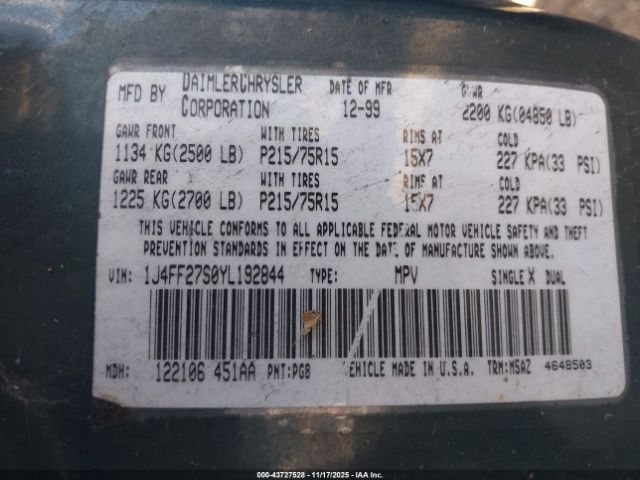 MFD BY DAIMLERCHRYSLER CORPORATION DATE OF MFR 12-99 GVWR 2200 KG(04850 LB)
GAWR FRONT WITH TIRES RIMS AT COLD
1134 KG(2500 LB) P215/75R15 15X7 227 KPA(33 PSI)
GAWR REAR WITH TIRES RIMS AT COLD
1225 KG(2700 LB) P215/75R15 15X7 227 KPA(33 PSI)
THIS VEHICLE CONFORMS TO ALL APPLICABLE FEDERAL MOTOR VEHICLE SAFETY AND THEFT
PREVENTION STANDARDS IN EFFECT ON THE DATE OF MANUFACTURE SHOWN ABOVE.
VIN: 1J4FF27S0YL192844 TYPE: MPV SINGLE X DUAL
MDH: 122106 451AA PNT:PG8 VEHICLE MADE IN U.S.A. TRM:MSAZ 4648503
000-43727528 - 11/17/2025 - IAA Inc.